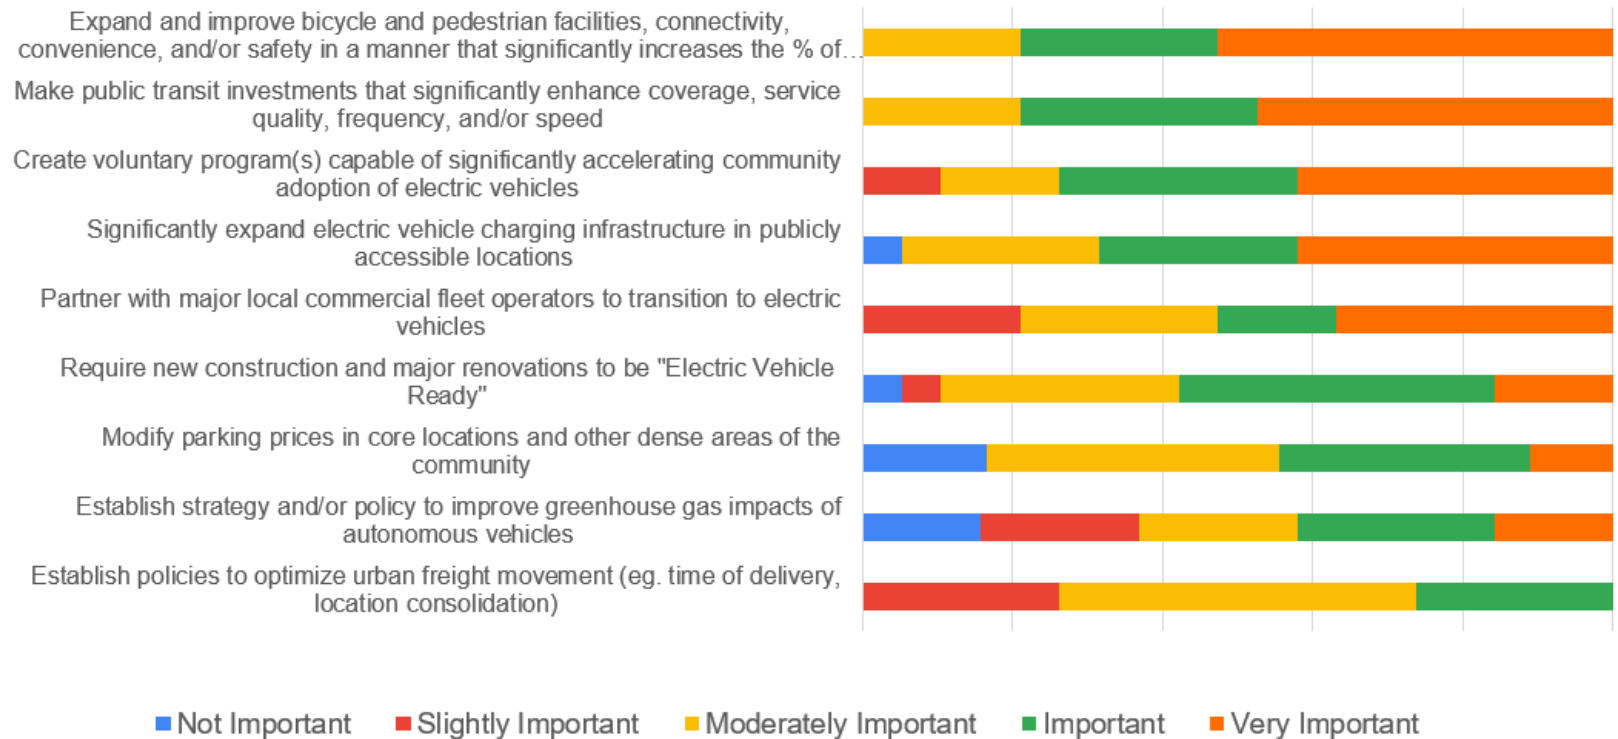 Expand and improve bicycle and pedestrian facilities, connectivity,
convenience, and/or safety in a manner that significantly increases the % of…
Make public transit investments that significantly enhance coverage, service
quality, frequency, and/or speed
Create voluntary program(s) capable of significantly accelerating community
adoption of electric vehicles
Significantly expand electric vehicle charging infrastructure in publicly
accessible locations
Partner with major local commercial fleet operators to transition to electric
vehicles
Require new construction and major renovations to be "Electric Vehicle
Ready"
Modify parking prices in core locations and other dense areas of the
community
Establish strategy and/or policy to improve greenhouse gas impacts of
autonomous vehicles
Establish policies to optimize urban freight movement (eg. time of delivery,
location consolidation)
Not Important Slightly Important Moderately Important Important Very Important